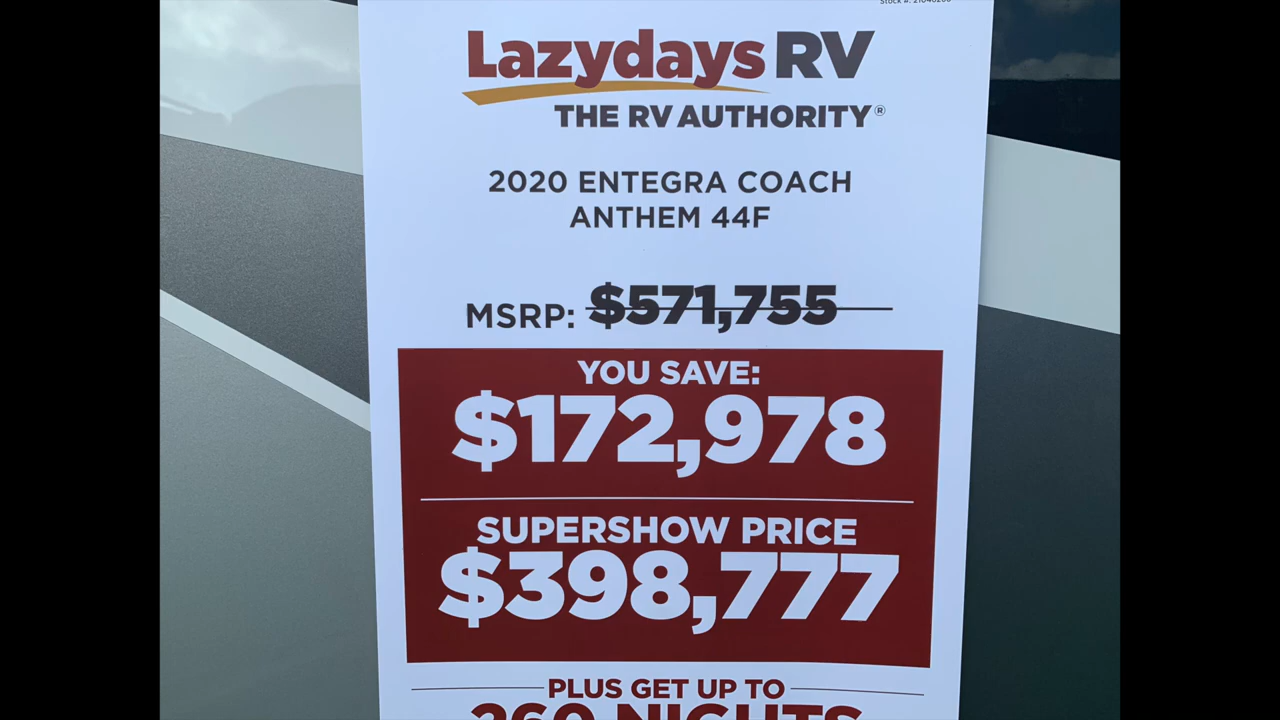 Lazydays RV
THE RV AUTHORITY®
2020 ENTEGRA COACH
ANTHEM 44F
MSRP: $571,755
YOU SAVE:
$172,978
SUPERSHOW PRICE
$398,777
PLUS GET UP TO
NIGHTS